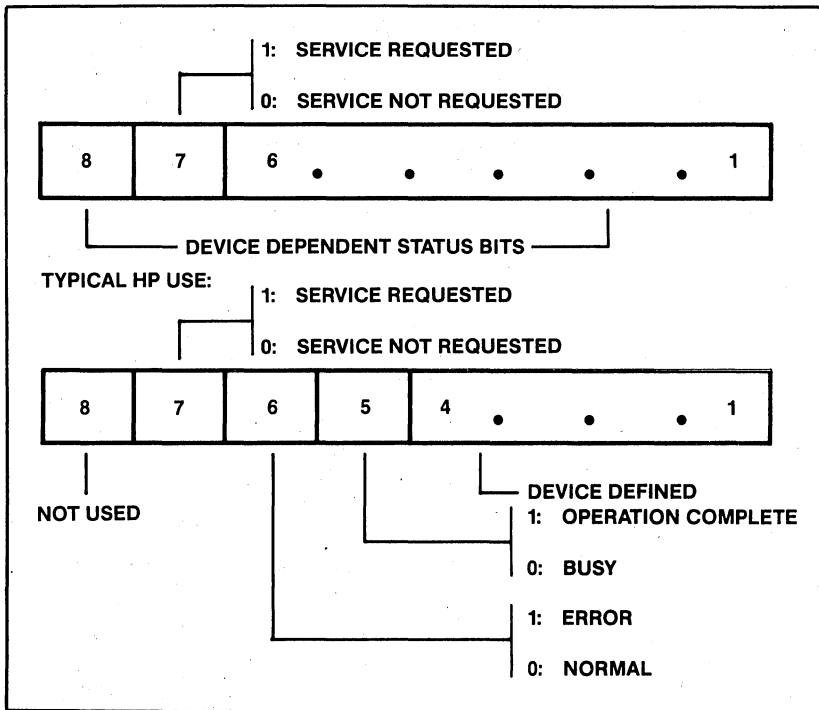 1: SERVICE REQUESTED
0: SERVICE NOT REQUESTED
8 7 6 . . . . . 1
DEVICE DEPENDENT STATUS BITS
TYPICAL HP USE:
1: SERVICE REQUESTED
0: SERVICE NOT REQUESTED
8 7 6 5 4 . . . 1
NOT USED
DEVICE DEFINED
1: OPERATION COMPLETE
0: BUSY
1: ERROR
0: NORMAL